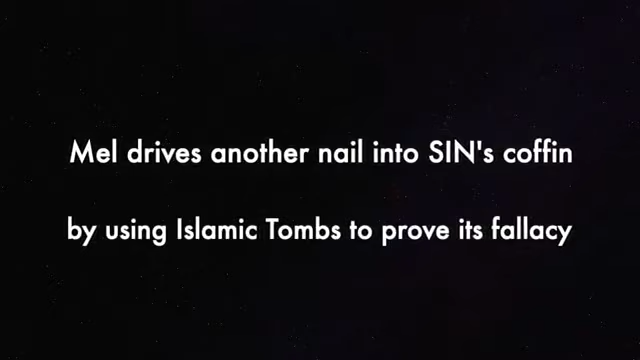 Mel drives another nail into SIN's coffin
by using Islamic Tombs to prove its fallacy